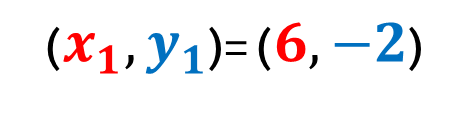 (x₁, y₁)=(6, −2)